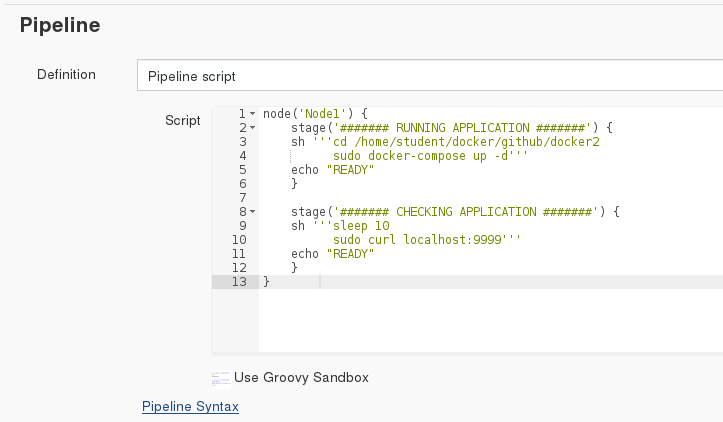 Pipeline
Definition
Pipeline script
Script
1 node('Node1') {
2     stage('####### RUNNING APPLICATION #######') {
3     sh '''cd /home/student/docker/github/docker2
4           sudo docker-compose up -d'''
5     echo "READY"
6     }
7
8     stage('####### CHECKING APPLICATION #######') {
9     sh '''sleep 10
10           sudo curl localhost:9999'''
11     echo "READY"
12     }
13 }
Use Groovy Sandbox
Pipeline Syntax